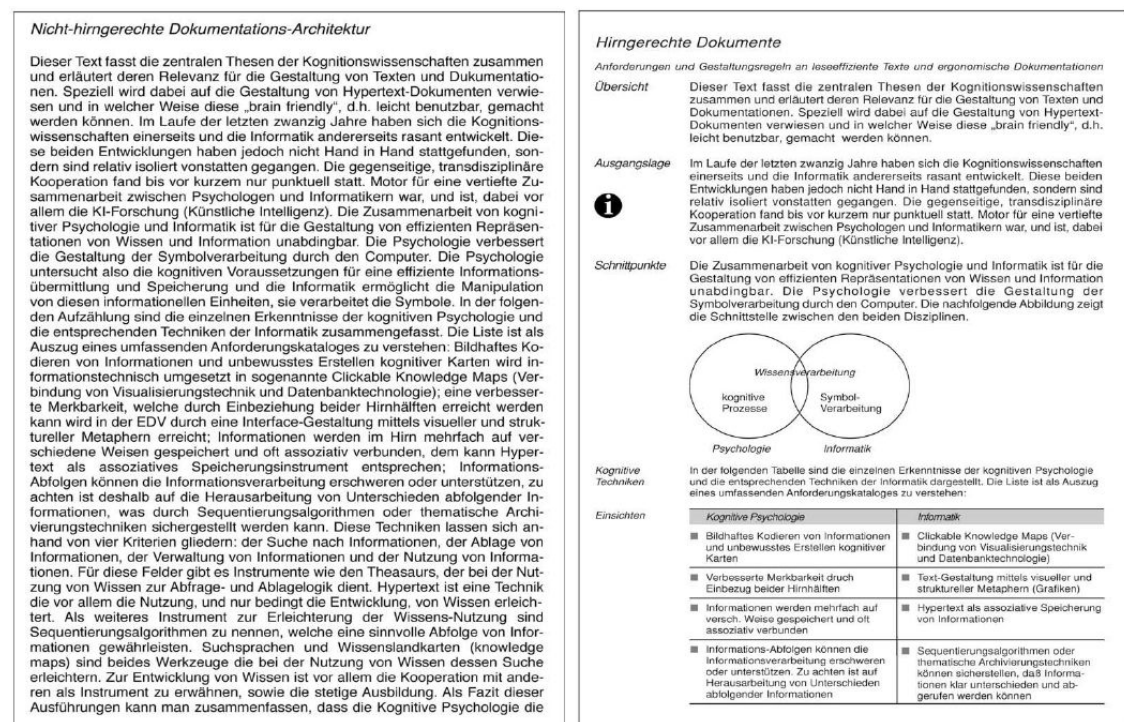 Nicht-hirngerechte Dokumentations-Architektur
Dieser Text fasst die zentralen Thesen der Kognitionswissenschaften zusammen
und erläutert deren Relevanz für die Gestaltung von Texten und Dukumentatio-
nen. Speziell wird dabei auf die Gestaltung von Hypertext-Dokumenten verwie-
sen und in welcher Weise diese „brain friendly“, d.h. leicht benutzbar, gemacht
werden können. Im Laufe der letzten zwanzig Jahre haben sich die Kognitions-
wissenschaften einerseits und die Informatik andererseits rasant entwickelt. Die-
se beiden Entwicklungen haben jedoch nicht Hand in Hand stattgefunden, son-
dern sind relativ isoliert vonstatten gegangen. Die gegenseitige, transdisziplinäre
Kooperation fand bis vor kurzem nur punktuell statt. Motor für eine vertiefte Zu-
sammenarbeit zwischen Psychologen und Informatikern war, und ist, dabei vor
allem die KI-Forschung (Künstliche Intelligenz). Die Zusammenarbeit von kogni-
tiver Psychologie und Informatik ist für die Gestaltung von effizienten Repräsen-
tationen von Wissen und Information unabdingbar. Die Psychologie verbessert
die Gestaltung der Symbolverarbeitung durch den Computer. Die Psychologie
untersucht also die kognitiven Voraussetzungen für eine effiziente Informations-
übermittlung und Speicherung und die Informatik ermöglicht die Manipulation
von diesen informationellen Einheiten, sie verarbeitet die Symbole. In der folgen-
den Aufzählung sind die einzelnen Erkenntnisse der kognitiven Psychologie und
die entsprechenden Techniken der Informatik zusammengefasst. Die Liste ist als
Auszug eines umfassenden Anforderungskataloges zu verstehen: Bildhaftes Ko-
dieren von Informationen und unbewusstes Erstellen kognitiver Karten wird in-
formationstechnisch umgesetzt in sogenannte Clickable Knowledge Maps (Ver-
bindung von Visualisierungstechnik und Datenbanktechnologie); eine verbesser-
te Merkbarkeit, welche durch Einbeziehung beider Hirnhälften erreicht werden
kann wird in der EDV durch eine Interface-Gestaltung mittels visueller und struk-
tureller Metaphern erreicht; Informationen werden im Hirn mehrfach auf ver-
schiedene Weisen gespeichert und oft assoziativ verbunden, dem kann Hyper-
text als assoziatives Speicherungsinstrument entsprechen; Informations-
Abfolgen können die Informationsverarbeitung erschweren oder unterstützen, zu
achten ist deshalb auf die Herausarbeitung von Unterschieden abfolgender In-
formationen, was durch Sequentierungsalgorithmen oder thematische Archi-
vierungstechniken sichergestellt werden kann. Diese Techniken lassen sich an-
hand von vier Kriterien gliedern: der Suche nach Informationen, der Ablage von
Informationen, der Verwaltung von Informationen und der Nutzung von Informa-
tionen. Für diese Felder gibt es Instrumente wie den Theasaurs, der bei der Nut-
zung von Wissen zur Abfrage- und Ablagelogik dient. Hypertext ist eine Technik
die vor allem die Nutzung, und nur bedingt die Entwicklung, von Wissen erleich-
tert. Als weiteres Instrument zur Erleichterung der Wissens-Nutzung sind
Sequentierungsalgorithmen zu nennen, welche eine sinnvolle Abfolge von Infor-
mationen gewährleisten. Suchsprachen und Wissenslandkarten (knowledge
maps) sind beides Werkzeuge die bei der Nutzung von Wissen dessen Suche
erleichtern. Zur Entwicklung von Wissen ist vor allem die Kooperation mit ande-
ren als Instrument zu erwähnen, sowie die stetige Ausbildung. Als Fazit dieser
Ausführungen kann man zusammenfassen, dass die Kognitive Psychologie die
Hirngerechte Dokumente
Anforderungen und Gestaltungsregeln an leseeffiziente Texte und ergonomische Dokumentationen
Übersicht
Dieser Text fasst die zentralen Thesen der Kognitionswissenschaften
zusammen und erläutert deren Relevanz für die Gestaltung von Texten und
Dokumentationen. Speziell wird dabei auf die Gestaltung von Hypertext-
Dokumenten verwiesen und in welcher Weise diese „brain friendly“, d.h.
leicht benutzbar, gemacht werden können.
Ausgangslage
Im Laufe der letzten zwanzig Jahre haben sich die Kognitionswissenschaften
einerseits und die Informatik andererseits rasant entwickelt. Diese beiden
Entwicklungen haben jedoch nicht Hand in Hand stattgefunden, sondern sind
relativ isoliert vonstatten gegangen. Die gegenseitige, transdisziplinäre
Kooperation fand bis vor kurzem nur punktuell statt. Motor für eine vertiefte
Zusammenarbeit zwischen Psychologen und Informatikern war, und ist, dabei
vor allem die KI-Forschung (Künstliche Intelligenz).
Schnittpunkte
Die Zusammenarbeit von kognitiver Psychologie und Informatik ist für die
Gestaltung von effizienten Repräsentationen von Wissen und Information
unabdingbar. Die Psychologie verbessert die Gestaltung der
Symbolverarbeitung durch den Computer. Die nachfolgende Abbildung zeigt
die Schnittstelle zwischen den beiden Disziplinen.
Wissensverarbeitung
kognitive
Prozesse
Symbol-
Verarbeitung
Psychologie
Informatik
Kognitive
Techniken
In der folgenden Tabelle sind die einzelnen Erkenntnisse der kognitiven Psychologie
und die entsprechenden Techniken der Informatik dargestellt. Die Liste ist als Auszug
eines umfassenden Anforderungskataloges zu verstehen:
Einsichten
Kognitive Psychologie
Informatik
Bildhaftes Kodieren von Informationen
und unbewusstes Erstellen kognitiver
Karten
Clickable Knowledge Maps (Ver-
bindung von Visualisierungstechnik
und Datenbanktechnologie)
Verbesserte Merkbarkeit druch
Einbezug beider Hirnhälften
Text-Gestaltung mittels visueller und
struktureller Metaphern (Grafiken)
Informationen werden mehrfach auf
versch. Weise gespeichert und oft
assoziativ verbunden
Hypertext als assoziative Speicherung
von Informationen
Informations-Abfolgen können die
Informationsverarbeitung erschweren
oder unterstützen. Zu achten ist auf
Herausarbeitung von Unterschieden
abfolgender Informationen
Sequentierungsalgorithmen oder
thematische Archivierungstechniken
können sicherstellen, daß Informa-
tionen klar unterschieden und ab-
gerufen werden können